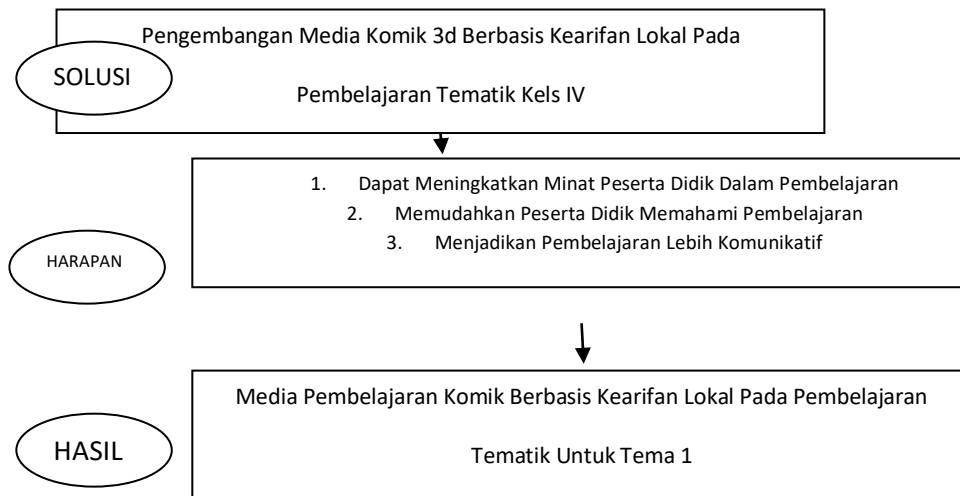 Pengembangan Media Komik 3d Berbasis Kearifan Lokal Pada
SOLUSI
Pembelajaran Tematik Kels IV
1. Dapat Meningkatkan Minat Peserta Didik Dalam Pembelajaran
2. Memudahkan Peserta Didik Memahami Pembelajaran
3. Menjadikan Pembelajaran Lebih Komunikatif
HARAPAN
Media Pembelajaran Komik Berbasis Kearifan Lokal Pada Pembelajaran
HASIL
Tematik Untuk Tema 1